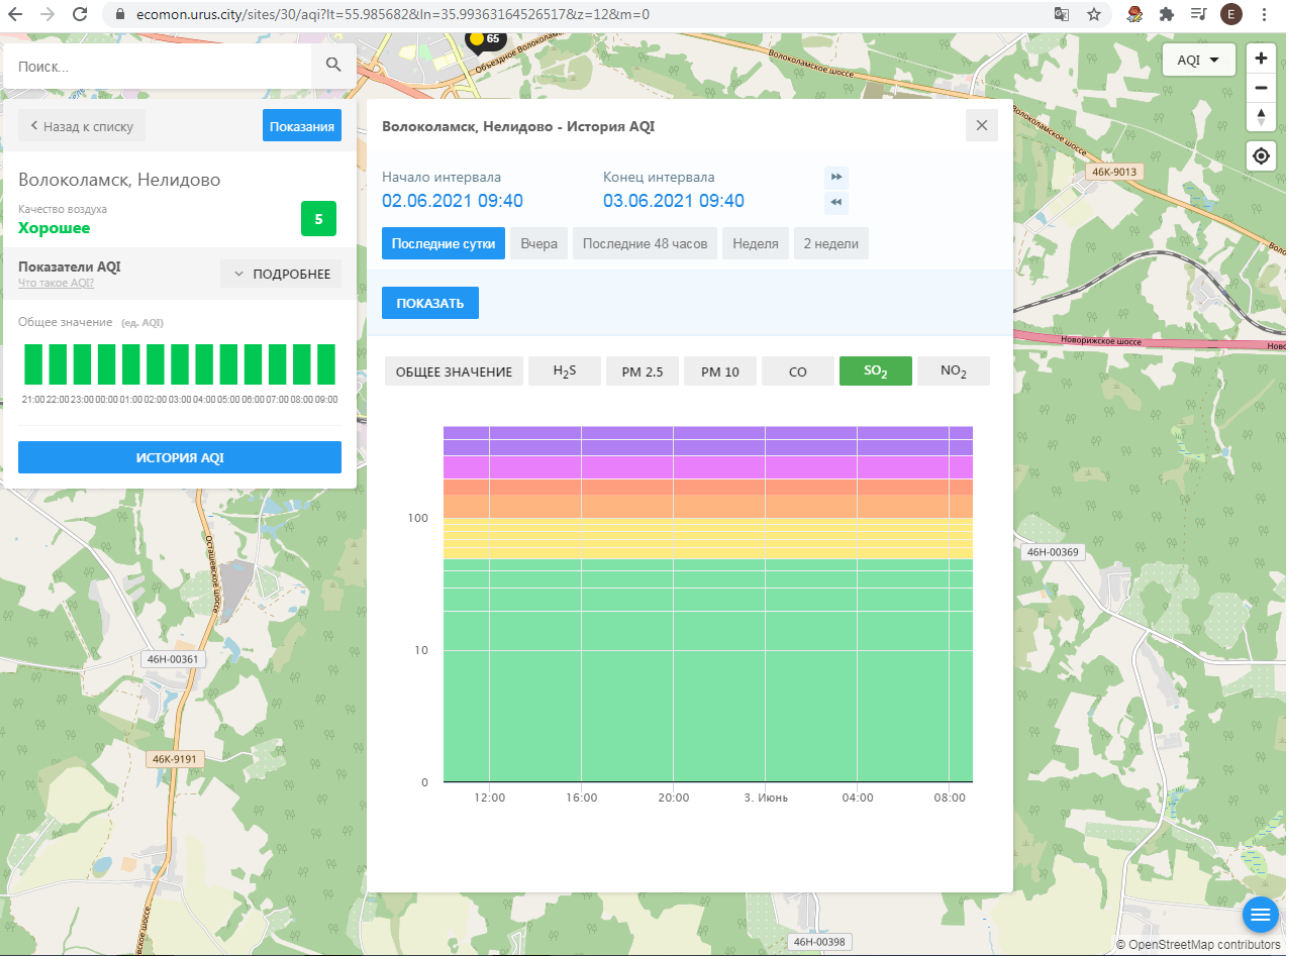 ecomon.urus.city/sites/30/aqi?lt=55.985682&ln=35.99363164526517&z=12&m=0
E
65
Объездное Волоколамское
Волоколамское шоссе
Поиск...
AQI
Назад к списку
Показания
Волоколамск, Нелидово
Качество воздуха
Хорошее
5
Показатели AQI
Что такое AQI?
ПОДРОБНЕЕ
Общее значение (ед. AQI)
21:00 22:00 23:00 00:00 01:00 02:00 03:00 04:00 05:00 06:00 07:00 08:00 09:00
ИСТОРИЯ AQI
Волоколамск, Нелидово - История AQI
Начало интервала
Конец интервала
02.06.2021 09:40
03.06.2021 09:40
Последние сутки
Вчера
Последние 48 часов
Неделя
2 недели
ПОКАЗАТЬ
ОБЩЕЕ ЗНАЧЕНИЕ
H2S
PM 2.5
PM 10
CO
SO2
NO2
100
10
0
12:00
16:00
20:00
3. Июнь
04:00
08:00
Волоколамское шоссе
46К-9013
Новорижское шоссе
46Н-00369
Осташевское шоссе
46Н-00361
46К-9191
46Н-00398
© OpenStreetMap contributors